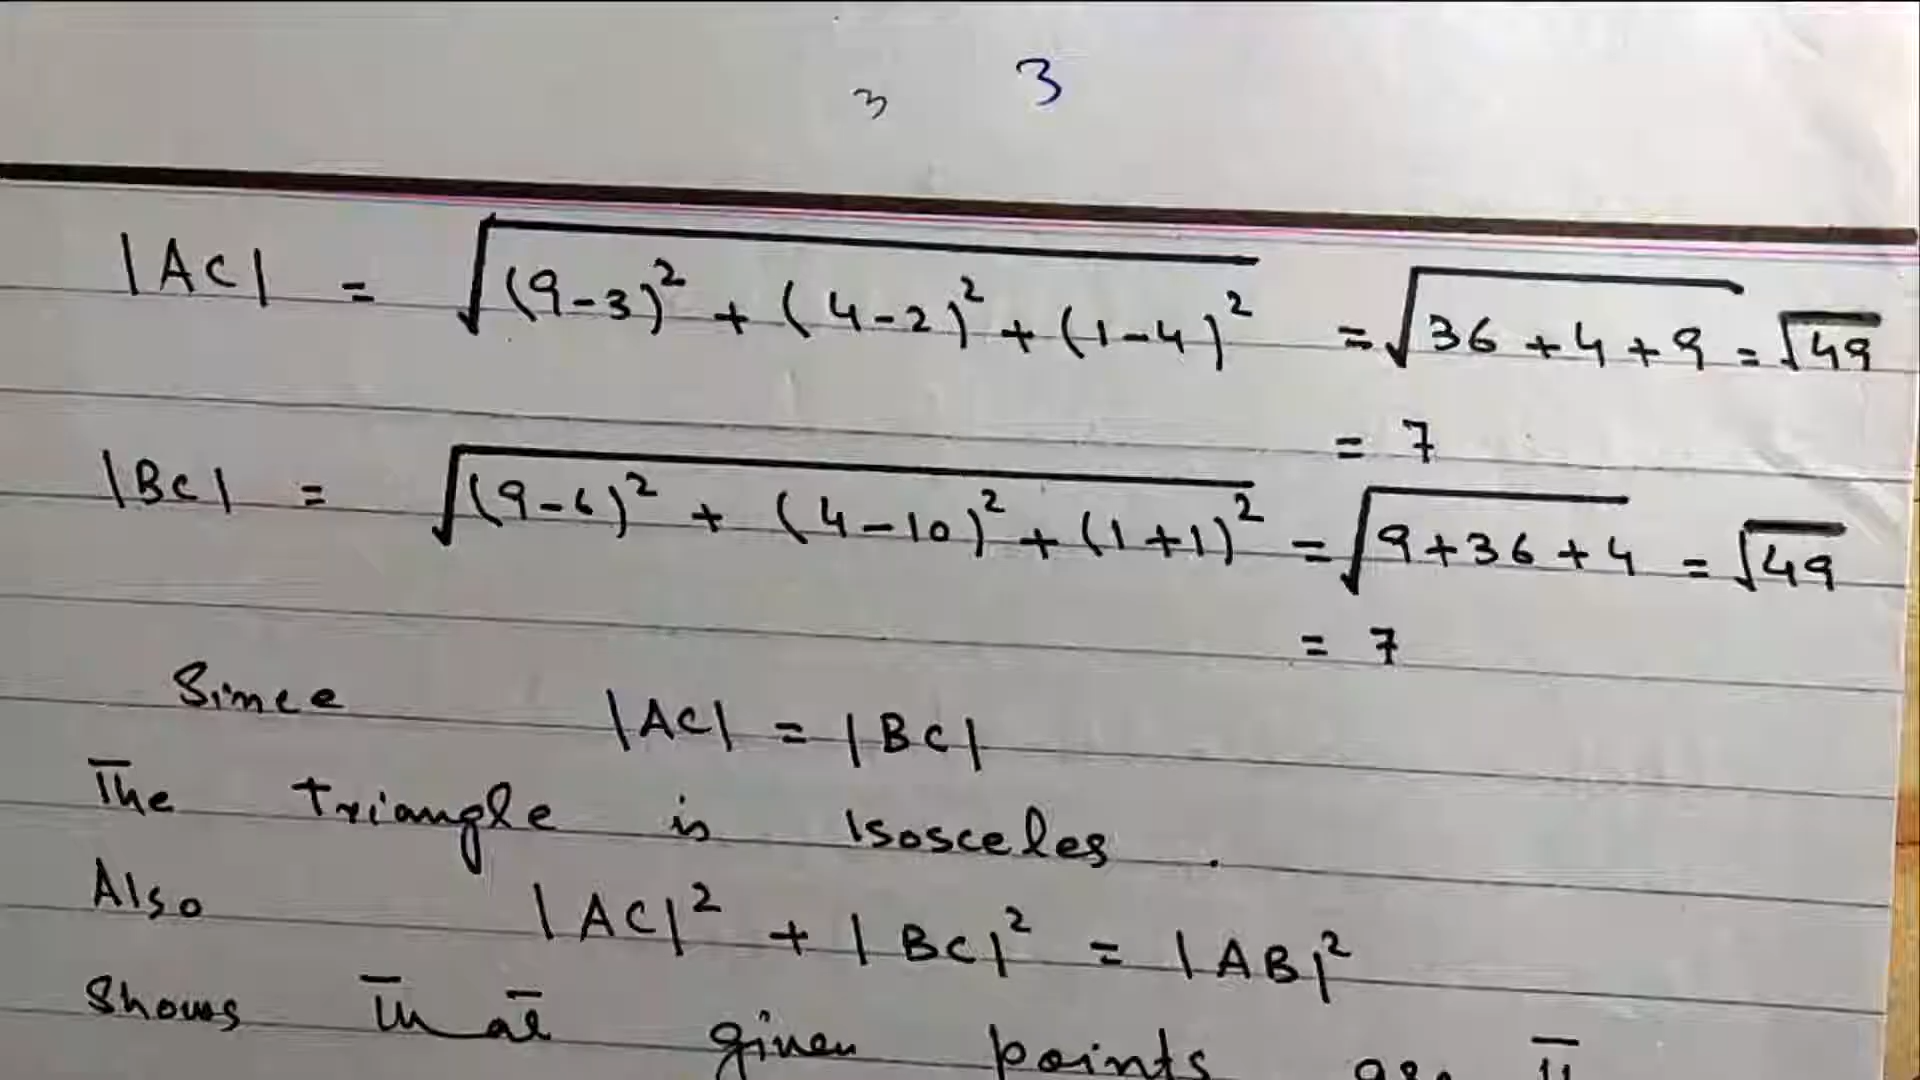 3 3
|AC| = √(9-3)² + (4-2)² + (1-4)² = √36+4+9 = √49
= 7
|BC| = √(9-6)² + (4-10)² + (1+1)² = √9+36+4 = √49
= 7
Since |AC| = |BC|
The triangle is Isosceles .
Also |AC|² + |BC|² = |AB|²
Shows that given points are